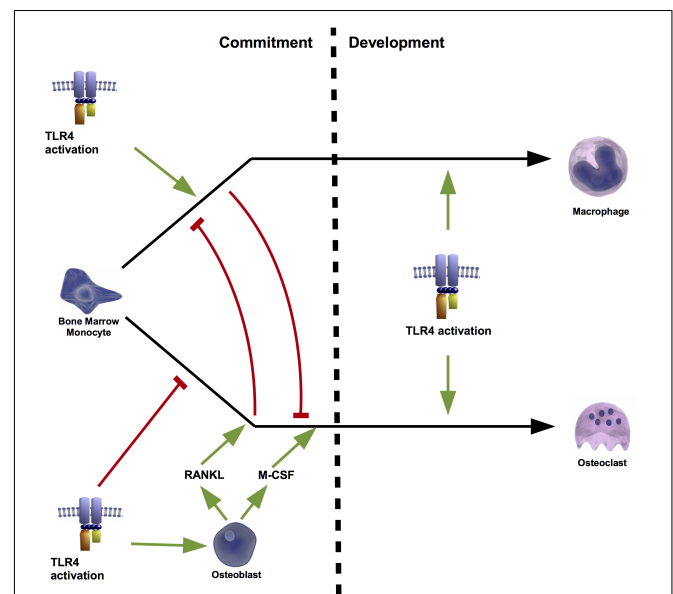 Commitment
Development
TLR4
activation
Macrophage
Bone Marrow
Monocyte
TLR4 activation
Osteoclast
RANKL
M-CSF
TLR4
activation
Osteoblast